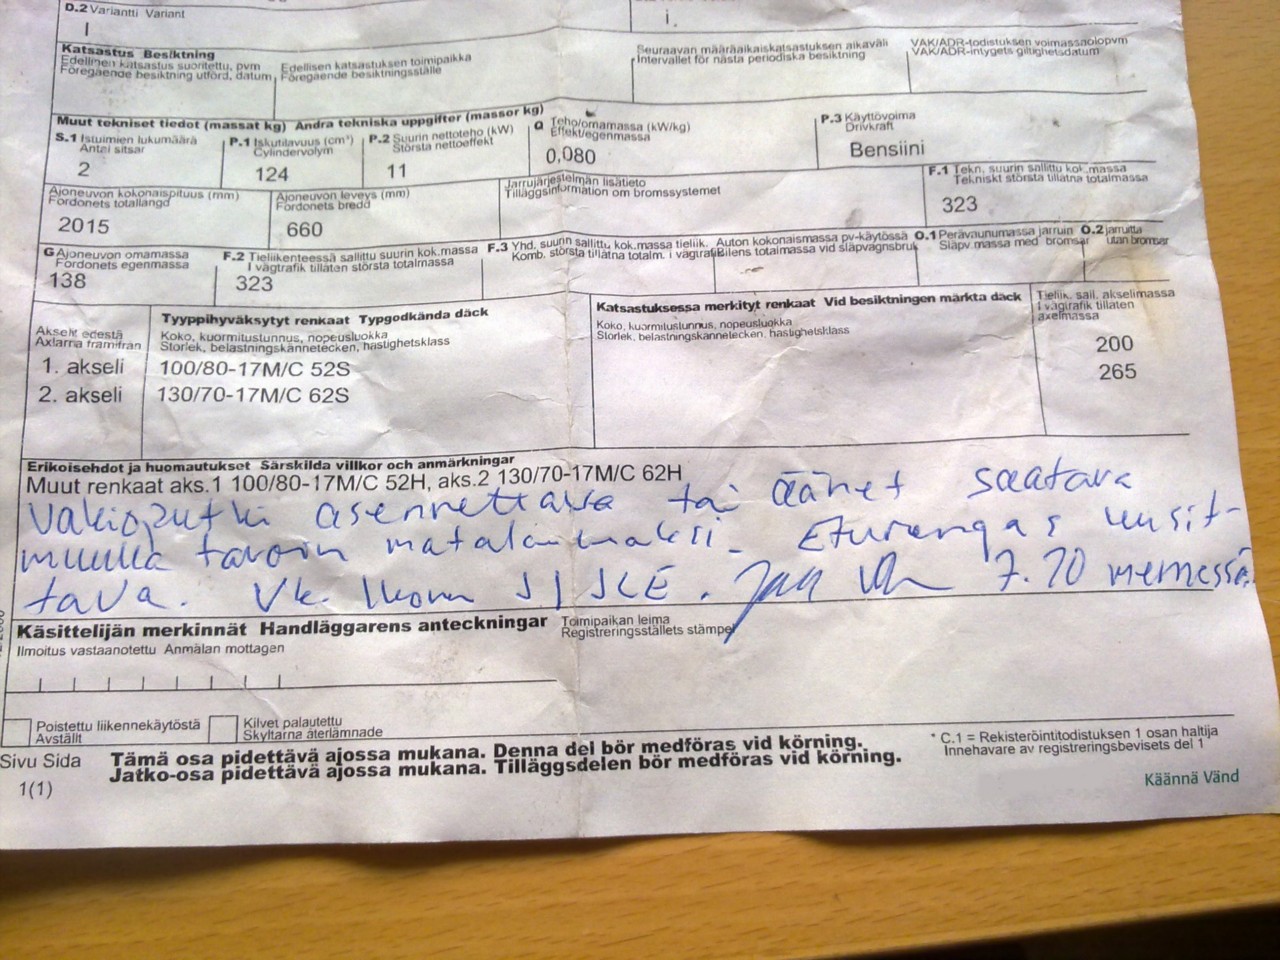 D.2 Variantti Variant
I
i.
Katsastus Besiktning
Edellinen katsastus suoritettu, pvm
Föregående besiktning utförd, datum
Edellisen katsastuksen toimipaikka
Föregående besiktningsställe
Seuraavan määräaikaiskatsastuksen aikaväli
Intervallet för nästa periodiska besiktning
VAK/ADR-todistuksen voimassaolopvm
VAK/ADR-intygets giltighetsdatum
Muut tekniset tiedot (massat kg) Andra tekniska uppgifter (massor kg)
S.1 Istuimien lukumäärä
Antal sitsar
2
P.1 Iskutilavuus (cm³)
Cylindervolym
124
P.2 Suurin nettoteho (kW)
Största nettoeffekt
11
Q Teho/omamassa (kW/kg)
Effekt/egenmassa
0,080
P.3 Käyttövoima
Drivkraft
Bensiini
Ajoneuvon kokonaispituus (mm)
Fordonets totallängd
2015
Ajoneuvon leveys (mm)
Fordonets bredd
660
Jarrujärjestelmän lisätieto
Tilläggsinformation om bromssystemet
F.1 Tekn. suurin sallittu kok.massa
Tekniskt största tillåtna totalmassa
323
G Ajoneuvon omamassa
Fordonets egenmassa
138
F.2 Tieliikenteessä sallittu suurin kok.massa
I vägtrafik tillåten största totalmassa
323
F.3 Yhd. suurin sallittu kok.massa tieliik.
Komb. största tillåtna totalm. i vägtraf
Auton kokonaismassa pv-käytössä
Bilens totalmassa vid släpvagnsbruk
O.1 Perävaunumassa jarruin
Släpv.massa med bromsar
O.2 jarruitta
utan bromsar
Akselit edestä
Axlarna framifrån
Tyyppihyväksytyt renkaat Typgodkända däck
Koko, kuormitustunnus, nopeusluokka
Storlek, belastningskännetecken, hastighetsklass
Katsastuksessa merkityt renkaat Vid besiktningen märkta däck
Koko, kuormitustunnus, nopeusluokka
Storlek, belastningskännetecken, hastighetsklass
Tieliik. sall. akselimassa
I vägtrafik tillåten
axelmassa
1. akseli 100/80-17M/C 52S 200
2. akseli 130/70-17M/C 62S 265
Erikoisehdot ja huomautukset Särskilda villkor och anmärkningar
Muut renkaat aks.1 100/80-17M/C 52H, aks.2 130/70-17M/C 62H
Vakioputki asennettava tai äänet saatava
muulla tavoin matalammaksi. Eturengas uusit-
tava. 7.10 mennessä.
Käsittelijän merkinnät Handläggarens anteckningar
Ilmoitus vastaanotettu Anmälan mottagen
Toimipaikan leima
Registreringsställets stämpel
Poistettu liikennekäytöstä
Avställt
Kilvet palautettu
Skyltarna återlämnade
Sivu Sida
1(1)
Tämä osa pidettävä ajossa mukana. Denna del bör medföras vid körning.
Jatko-osa pidettävä ajossa mukana. Tilläggsdelen bör medföras vid körning.
* C.1 = Rekisteröintitodistuksen 1 osan haltija
Innehavare av registreringsbevisets del 1
Käännä Vänd